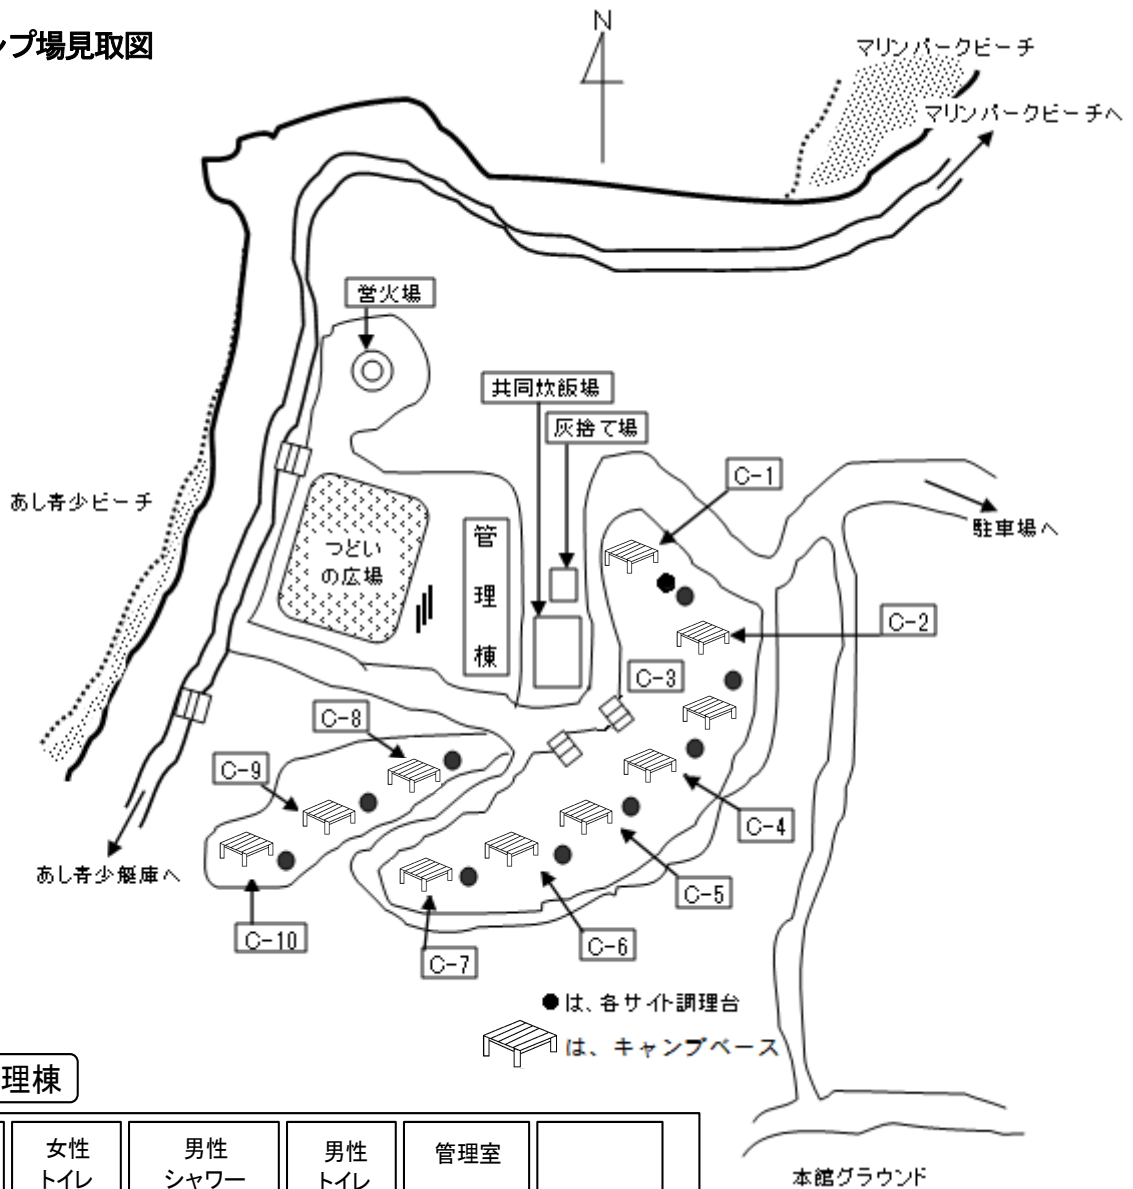 ンプ場見取図
N
マリンパークビーチ
マリンパークビーチへ
営火場
共同炊飯場
灰捨て場
C-1
あし青少ビーチ
つどい
の広場
管
理
棟
駐車場へ
C-2
C-3
C-8
C-9
C-4
あし青少艇庫へ
C-5
C-10
C-7
C-6
●は、各サイト調理台
は、キャンプベース
理棟
女性
トイレ
男性
シャワー
男性
トイレ
管理室
本館グラウンド